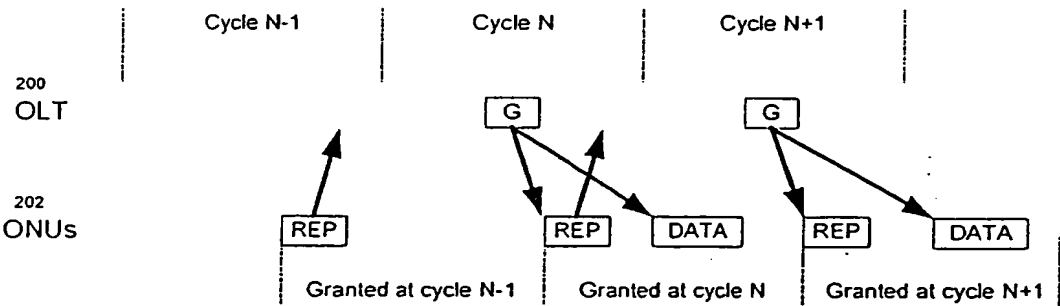 Cycle N-1 Cycle N Cycle N+1
200
OLT G G
202
ONUs REP REP DATA REP DATA
Granted at cycle N-1 Granted at cycle N Granted at cycle N+1